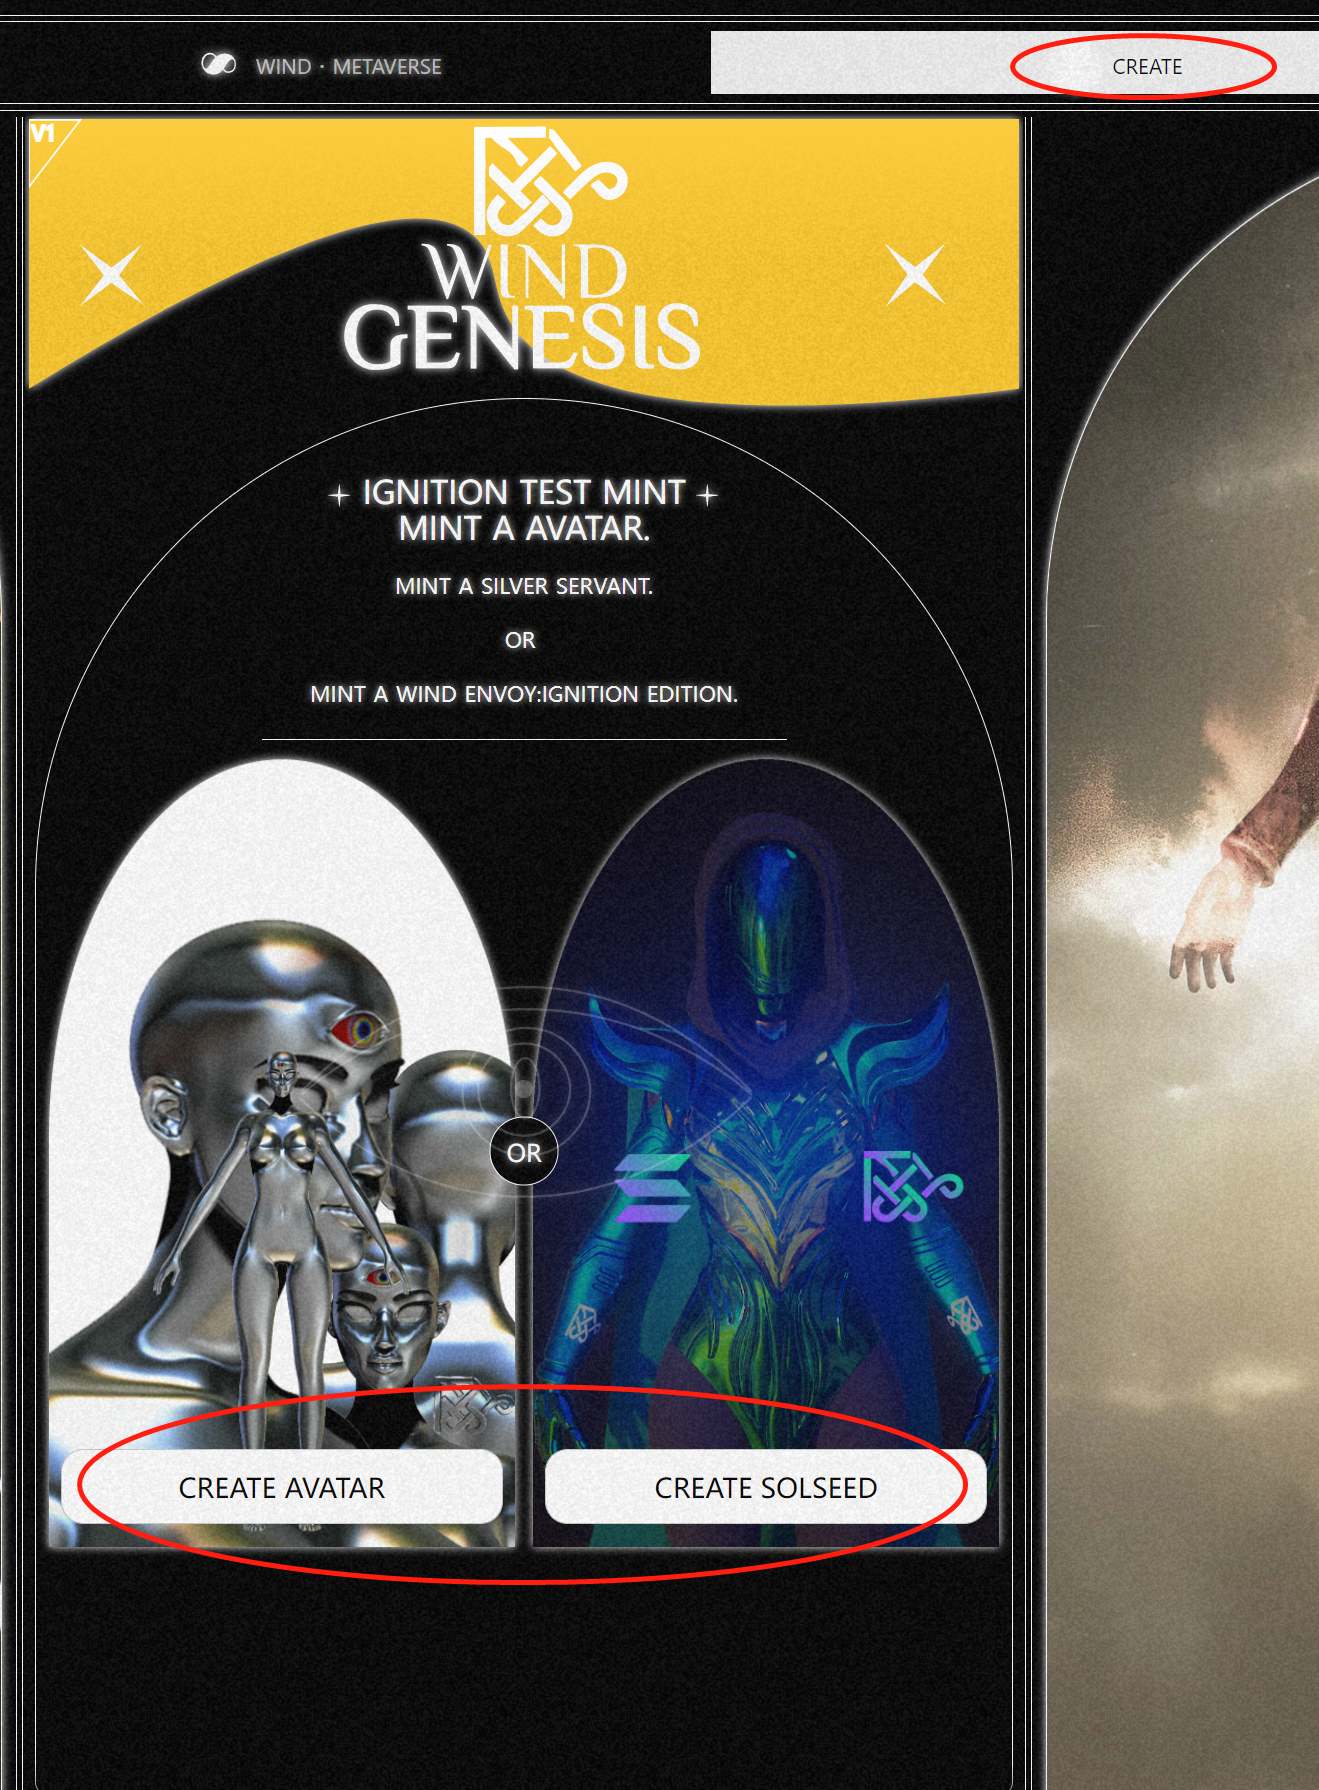 WIND · METAVERSE
CREATE
V1
WIND
GENESIS
IGNITION TEST MINT
MINT A AVATAR.
MINT A SILVER SERVANT.
OR
MINT A WIND ENVOY:IGNITION EDITION.
OR
CREATE AVATAR
CREATE SOLSEED